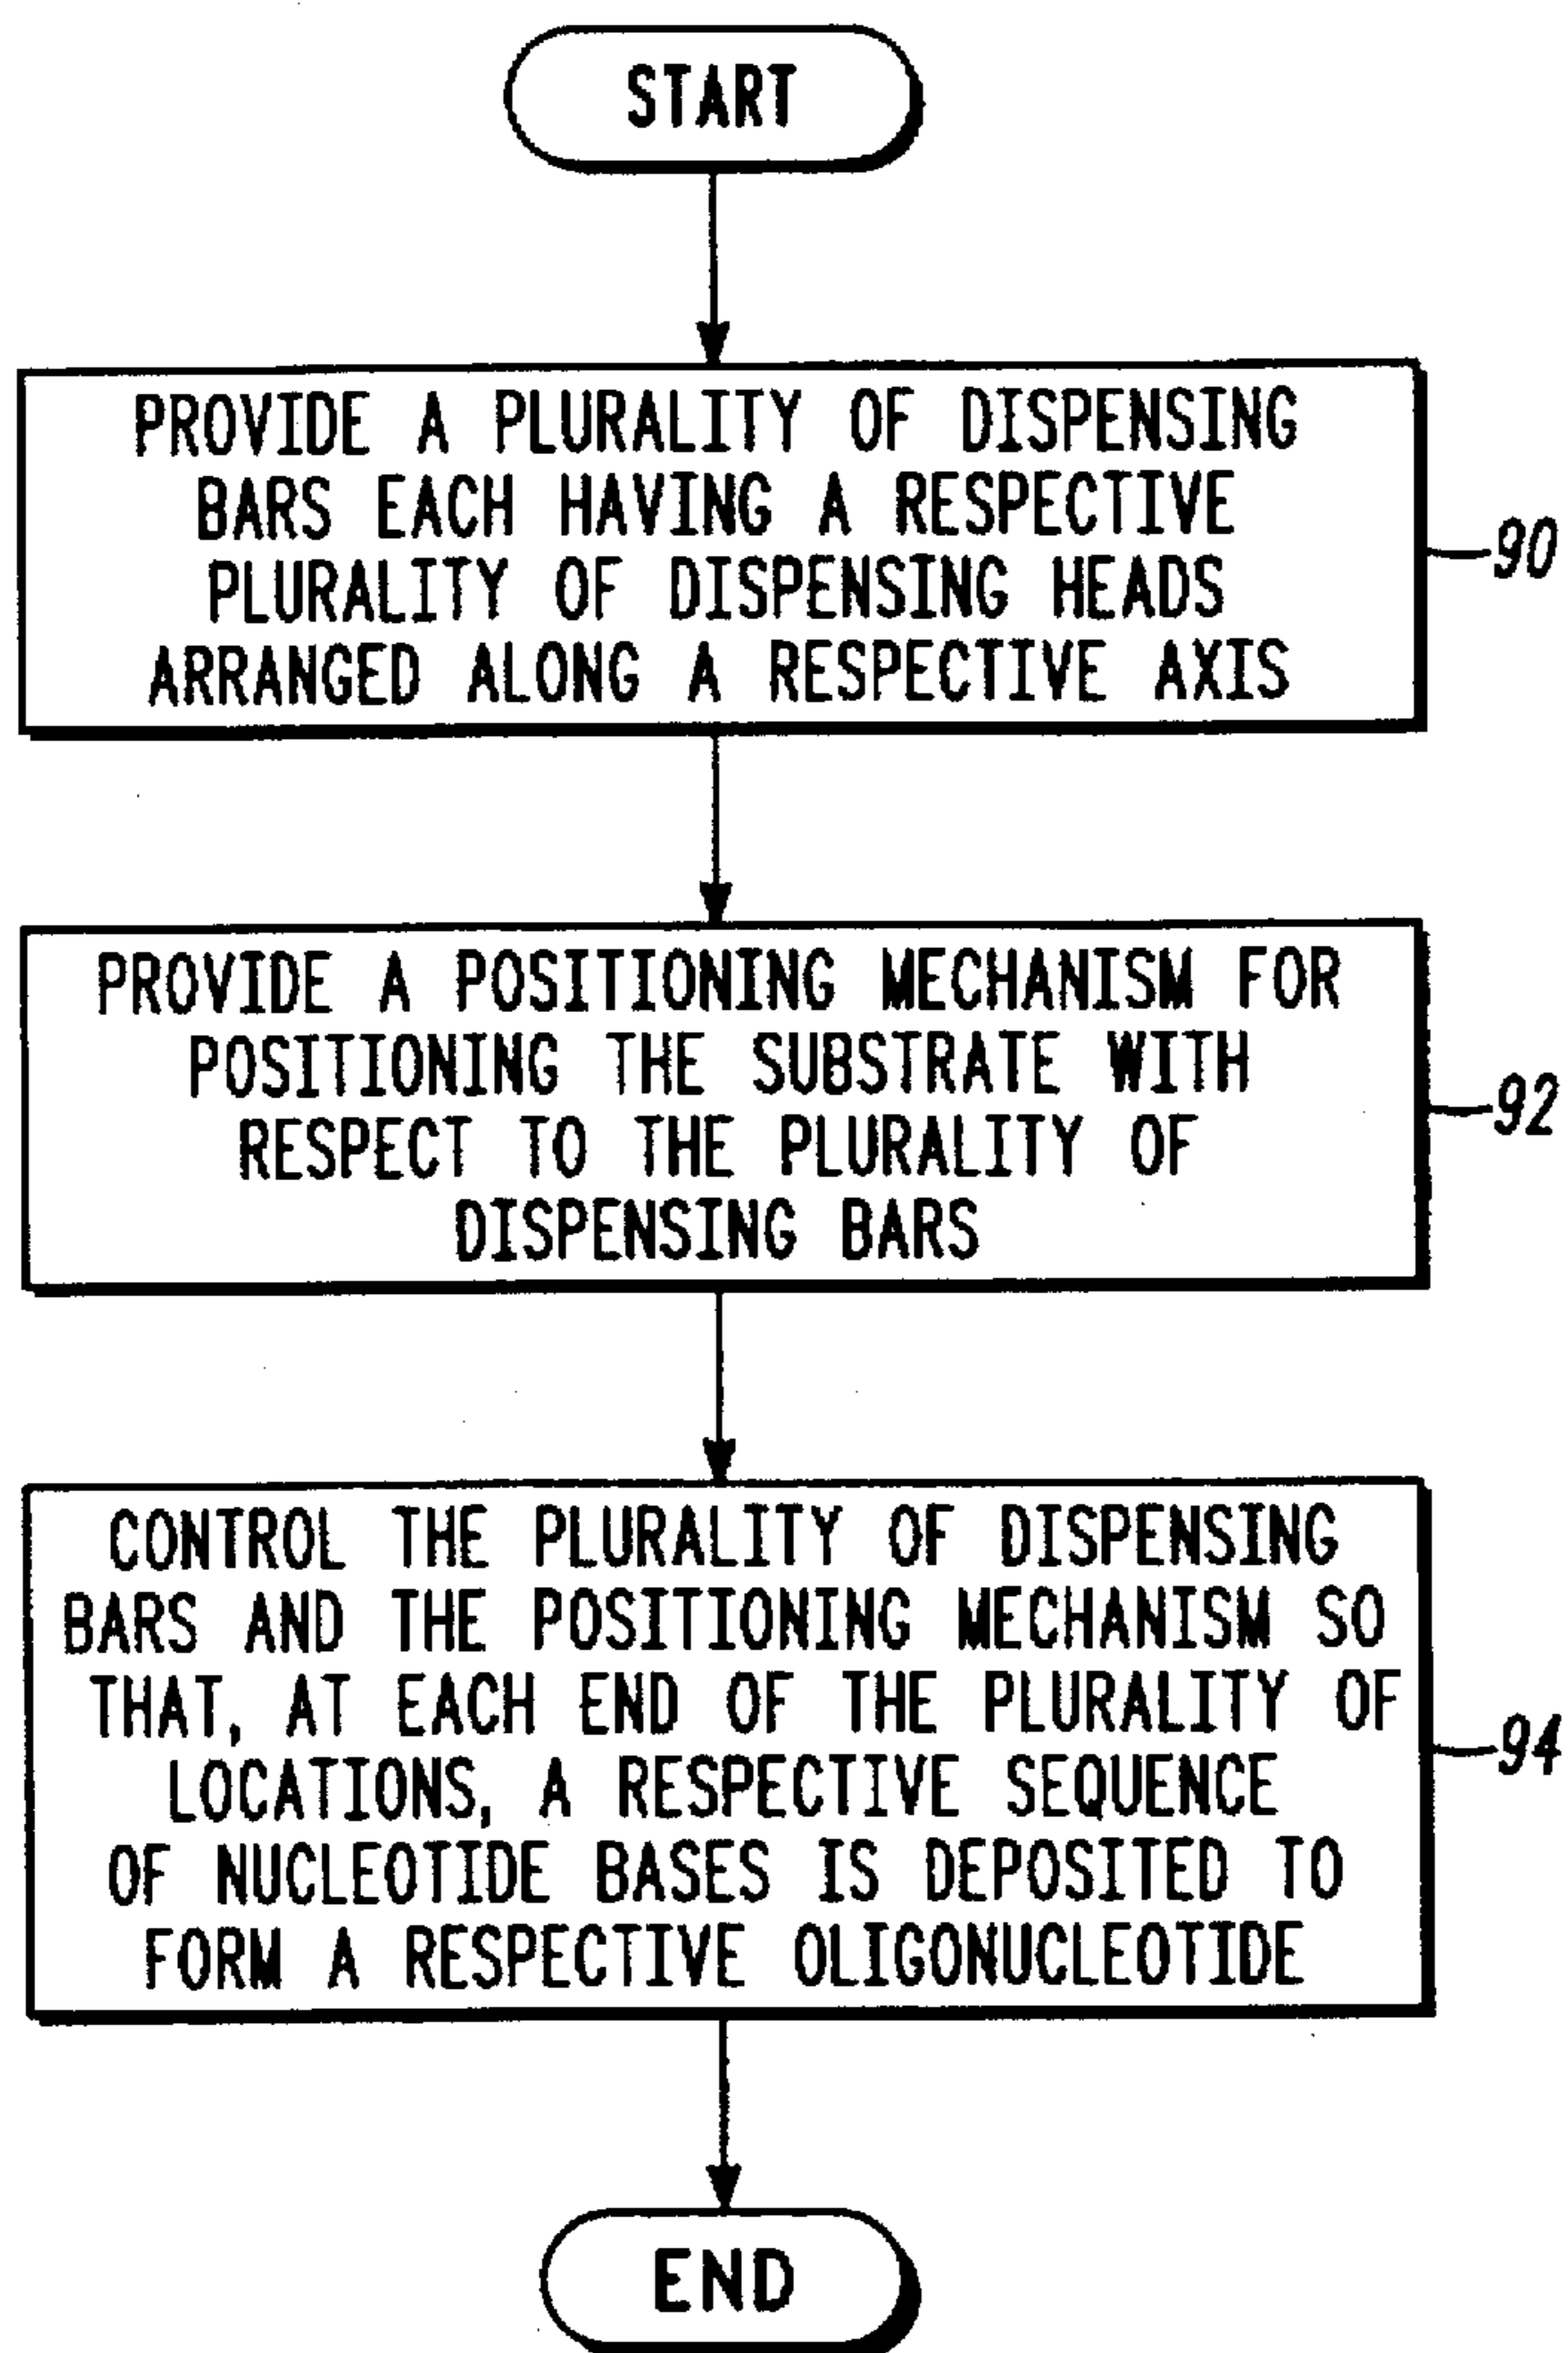 START
PROVIDE A PLURALITY OF DISPENSING
BARS EACH HAVING A RESPECTIVE
PLURALITY OF DISPENSING HEADS
ARRANGED ALONG A RESPECTIVE AXIS
90
PROVIDE A POSITIONING MECHANISM FOR
POSITIONING THE SUBSTRATE WITH
RESPECT TO THE PLURALITY OF
DISPENSING BARS
92
CONTROL THE PLURALITY OF DISPENSING
BARS AND THE POSITIONING MECHANISM SO
THAT, AT EACH END OF THE PLURALITY OF
LOCATIONS, A RESPECTIVE SEQUENCE
OF NUCLEOTIDE BASES IS DEPOSITED TO
FORM A RESPECTIVE OLIGONUCLEOTIDE
94
END